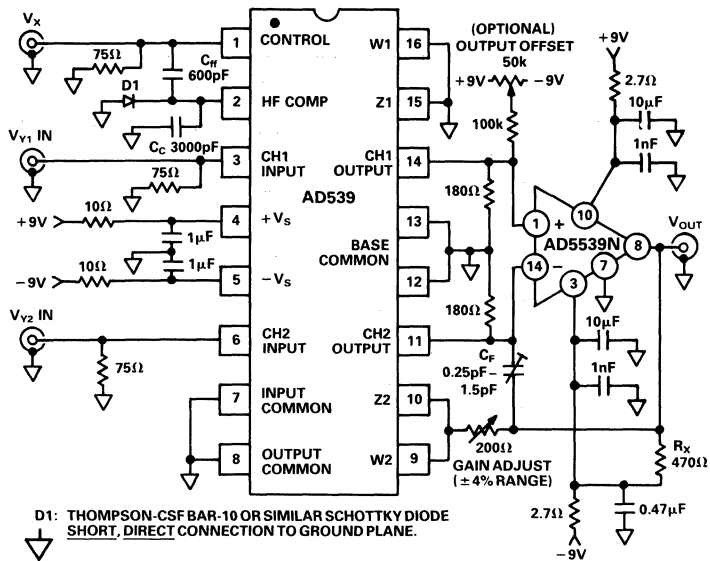 VX
75Ω
Cff
600pF
D1
CC 3000pF
VY1 IN
75Ω
+9V
10Ω
1µF
1µF
-9V
10Ω
VY2 IN
75Ω
1
CONTROL
2
HF COMP
3
CH1
INPUT
AD539
4
+VS
5
-VS
6
CH2
INPUT
7
INPUT
COMMON
8
OUTPUT
COMMON
W1
16
Z1
15
CH1
OUTPUT
14
13
BASE
COMMON
12
CH2
OUTPUT
11
Z2
10
W2
9
(OPTIONAL)
OUTPUT OFFSET
50k
+9V
-9V
100k
180Ω
180Ω
CF
0.25pF –
1.5pF
200Ω
GAIN ADJUST
(±4% RANGE)
+9V
2.7Ω
10µF
1nF
1
+
10
AD5539N
8
14
–
3
7
VOUT
10µF
1nF
RX
470Ω
2.7Ω
0.47µF
-9V
D1: THOMPSON-CSF BAR-10 OR SIMILAR SCHOTTKY DIODE
SHORT, DIRECT CONNECTION TO GROUND PLANE.